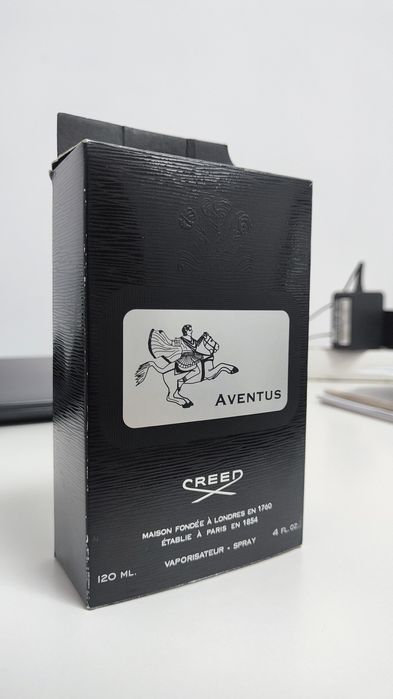 AVENTUS
CREED
MAISON FONDÉE À LONDRES EN 1760
ÉTABLIE À PARIS EN 1854
VAPORISATEUR - SPRAY
120 ML.
4 FL.OZ.